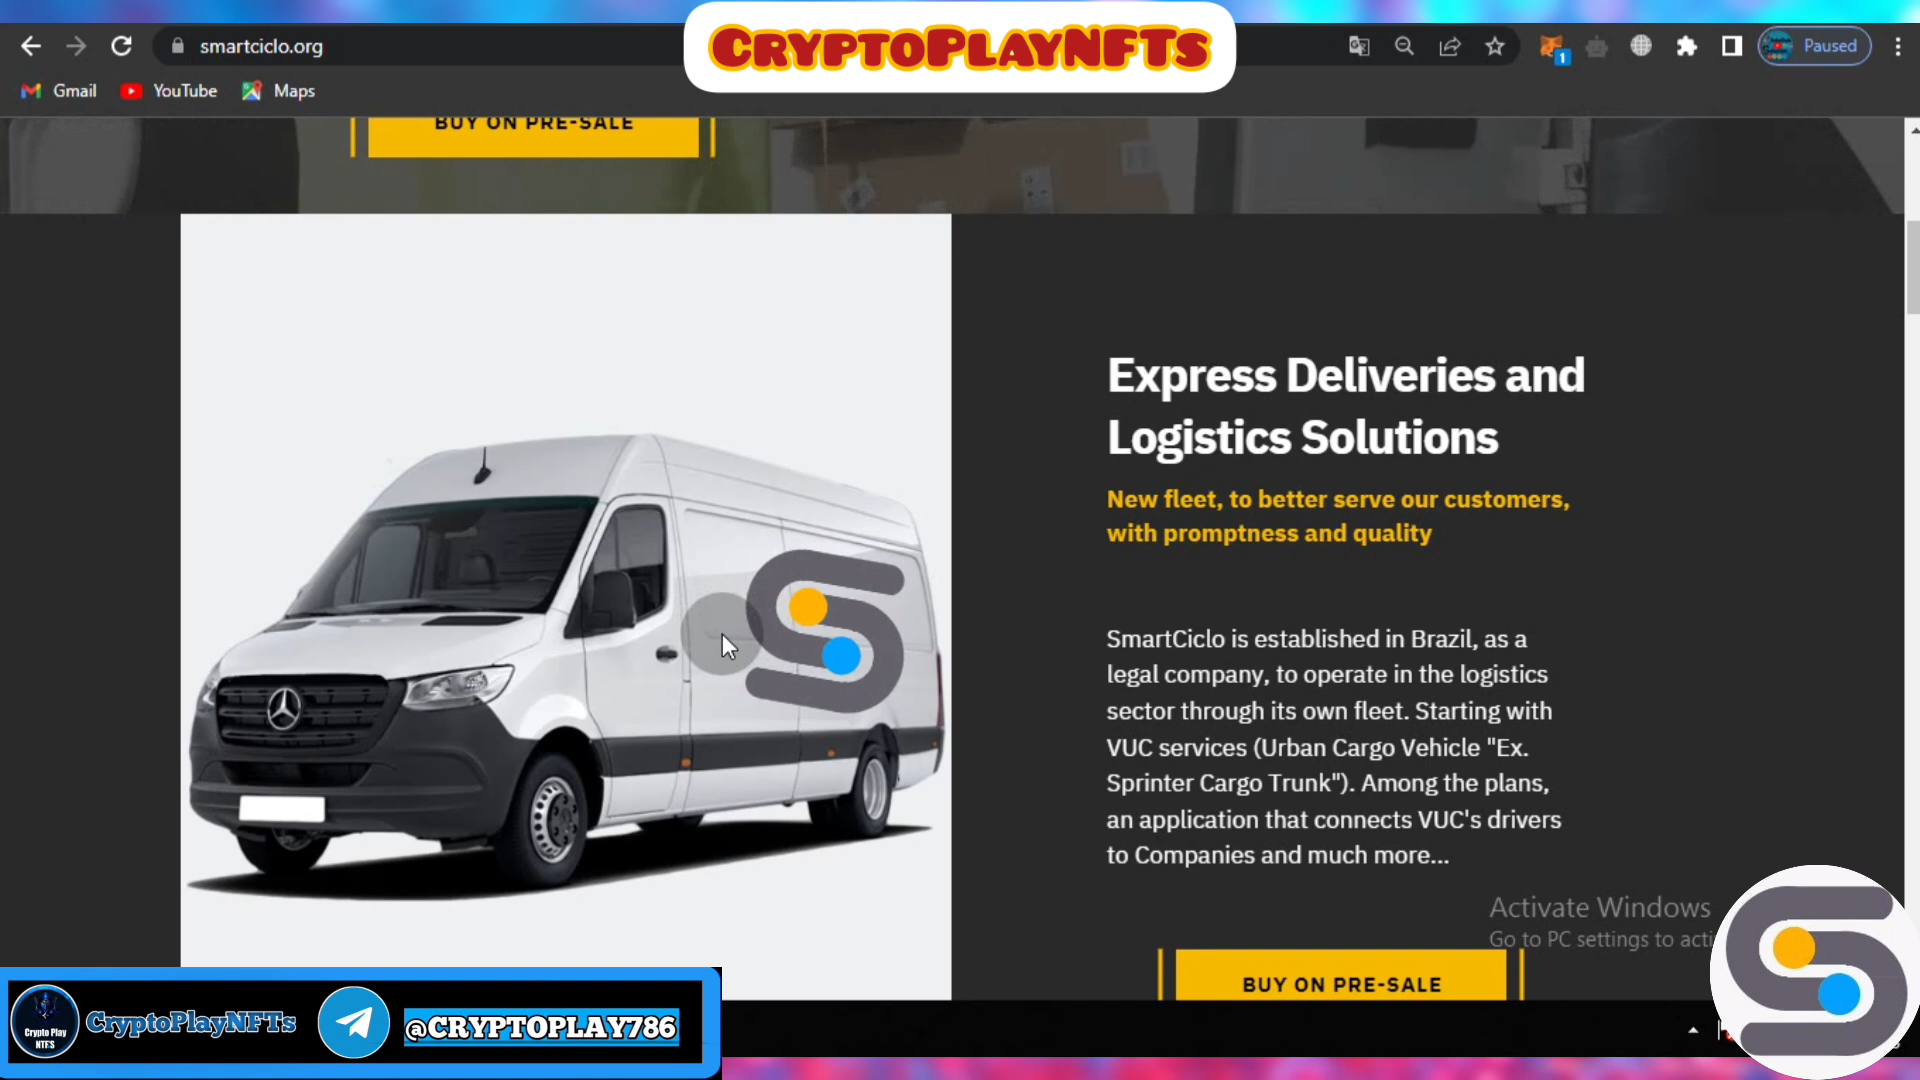 CRYPTOPLAYNFTS
smartciclo.org
1
Paused
Gmail
YouTube
Maps
BUY ON PRE-SALE
Express Deliveries and
Logistics Solutions
New fleet, to better serve our customers,
with promptness and quality
SmartCiclo is established in Brazil, as a
legal company, to operate in the logistics
sector through its own fleet. Starting with
VUC services (Urban Cargo Vehicle "Ex.
Sprinter Cargo Trunk"). Among the plans,
an application that connects VUC's drivers
to Companies and much more...
Activate Windows
Go to PC settings to acti
BUY ON PRE-SALE
Crypto Play
NTF'S
CryptoPlayNFTs
@CRYPTOPLAY786